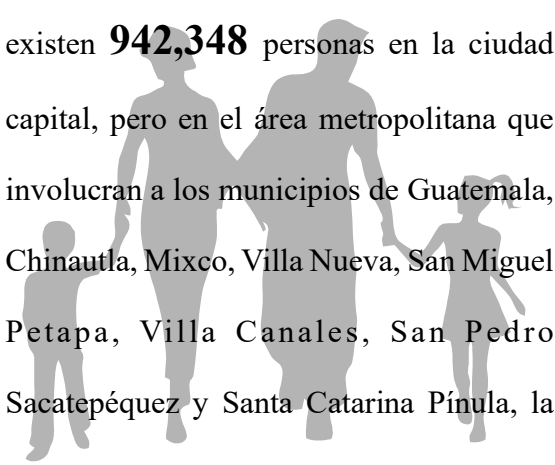 existen 942,348 personas en la ciudad
capital, pero en el área metropolitana que
involucran a los municipios de Guatemala,
Chinautla, Mixco, Villa Nueva, San Miguel
Petapa, Villa Canales, San Pedro
Sacatepéquez y Santa Catarina Pínula, la